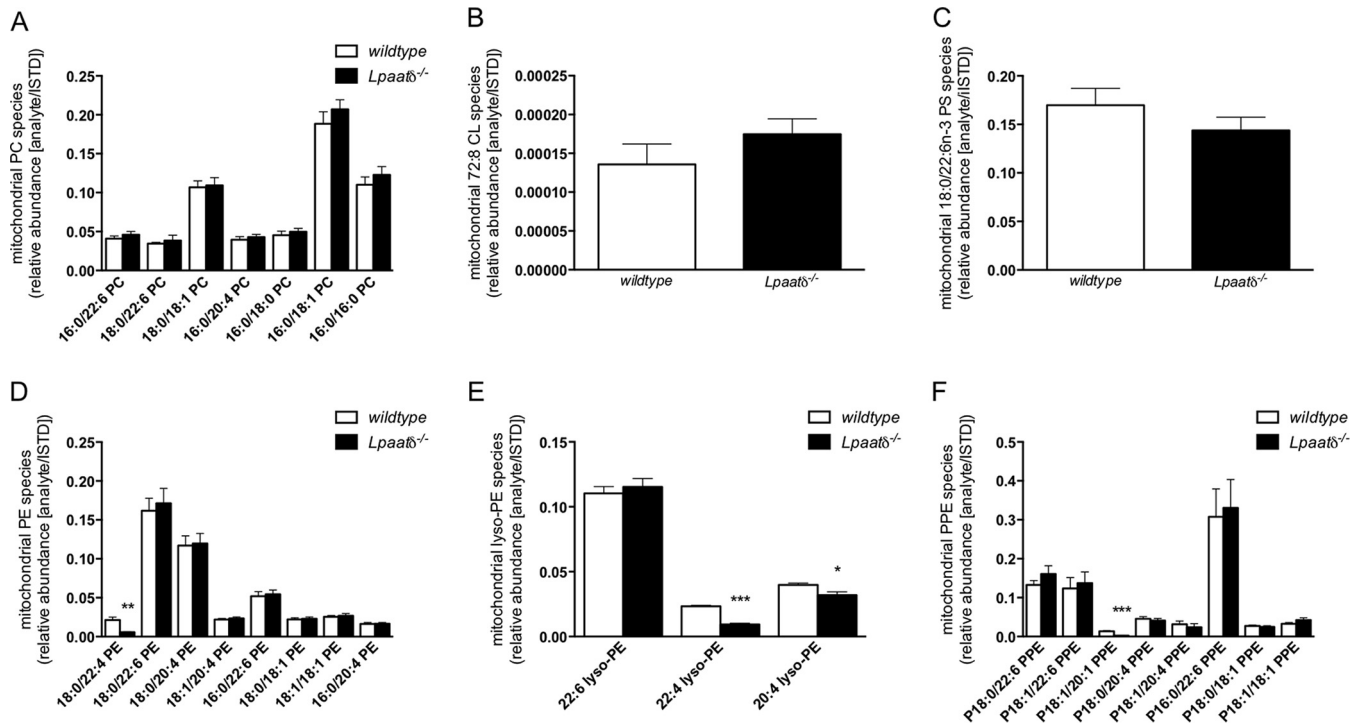 A
wildtype
Lpaatδ-/-
mitochondrial PC species
(relative abundance [analyte/ISTD])
0.25
0.20
0.15
0.10
0.05
0.00
16:0/22:6 PC
18:0/22:6 PC
18:0/18:1 PC
16:0/20:4 PC
16:0/18:0 PC
16:0/18:1 PC
16:0/16:0 PC
B
mitochondrial 72:8 CL species
(relative abundance [analyte/ISTD])
0.00025
0.00020
0.00015
0.00010
0.00005
0.00000
wildtype
Lpaatδ-/-
C
mitochondrial 18:0/22:6n-3 PS species
(relative abundance [analyte/iISTD])
0.20
0.15
0.10
0.05
0.00
wildtype
Lpaatδ-/-
D
wildtype
Lpaatδ-/-
mitochondrial PE species
(relative abundance [analyte/ISTD])
0.25
0.20
0.15
0.10
0.05
0.00
**
18:0/22:4 PE
18:0/22:6 PE
18:0/20:4 PE
18:1/20:4 PE
16:0/22:6 PE
18:0/18:1 PE
18:1/18:1 PE
16:0/20:4 PE
E
wildtype
Lpaatδ-/-
mitochondrial lyso-PE species
(relative abundance [analyte/ISTD])
0.15
0.10
0.05
0.00
***
*
22:6 lyso-PE
22:4 lyso-PE
20:4 lyso-PE
F
wildtype
Lpaatδ-/-
mitochondrial PPE species
(relative abundance [analyte/ISTD])
0.5
0.4
0.3
0.2
0.1
0.0
***
P18:0/22:6 PPE
P18:1/22:6 PPE
P18:1/20:1 PPE
P18:0/20:4 PPE
P18:1/20:4 PPE
P16:0/22:6 PPE
P18:0/18:1 PPE
P18:1/18:1 PPE